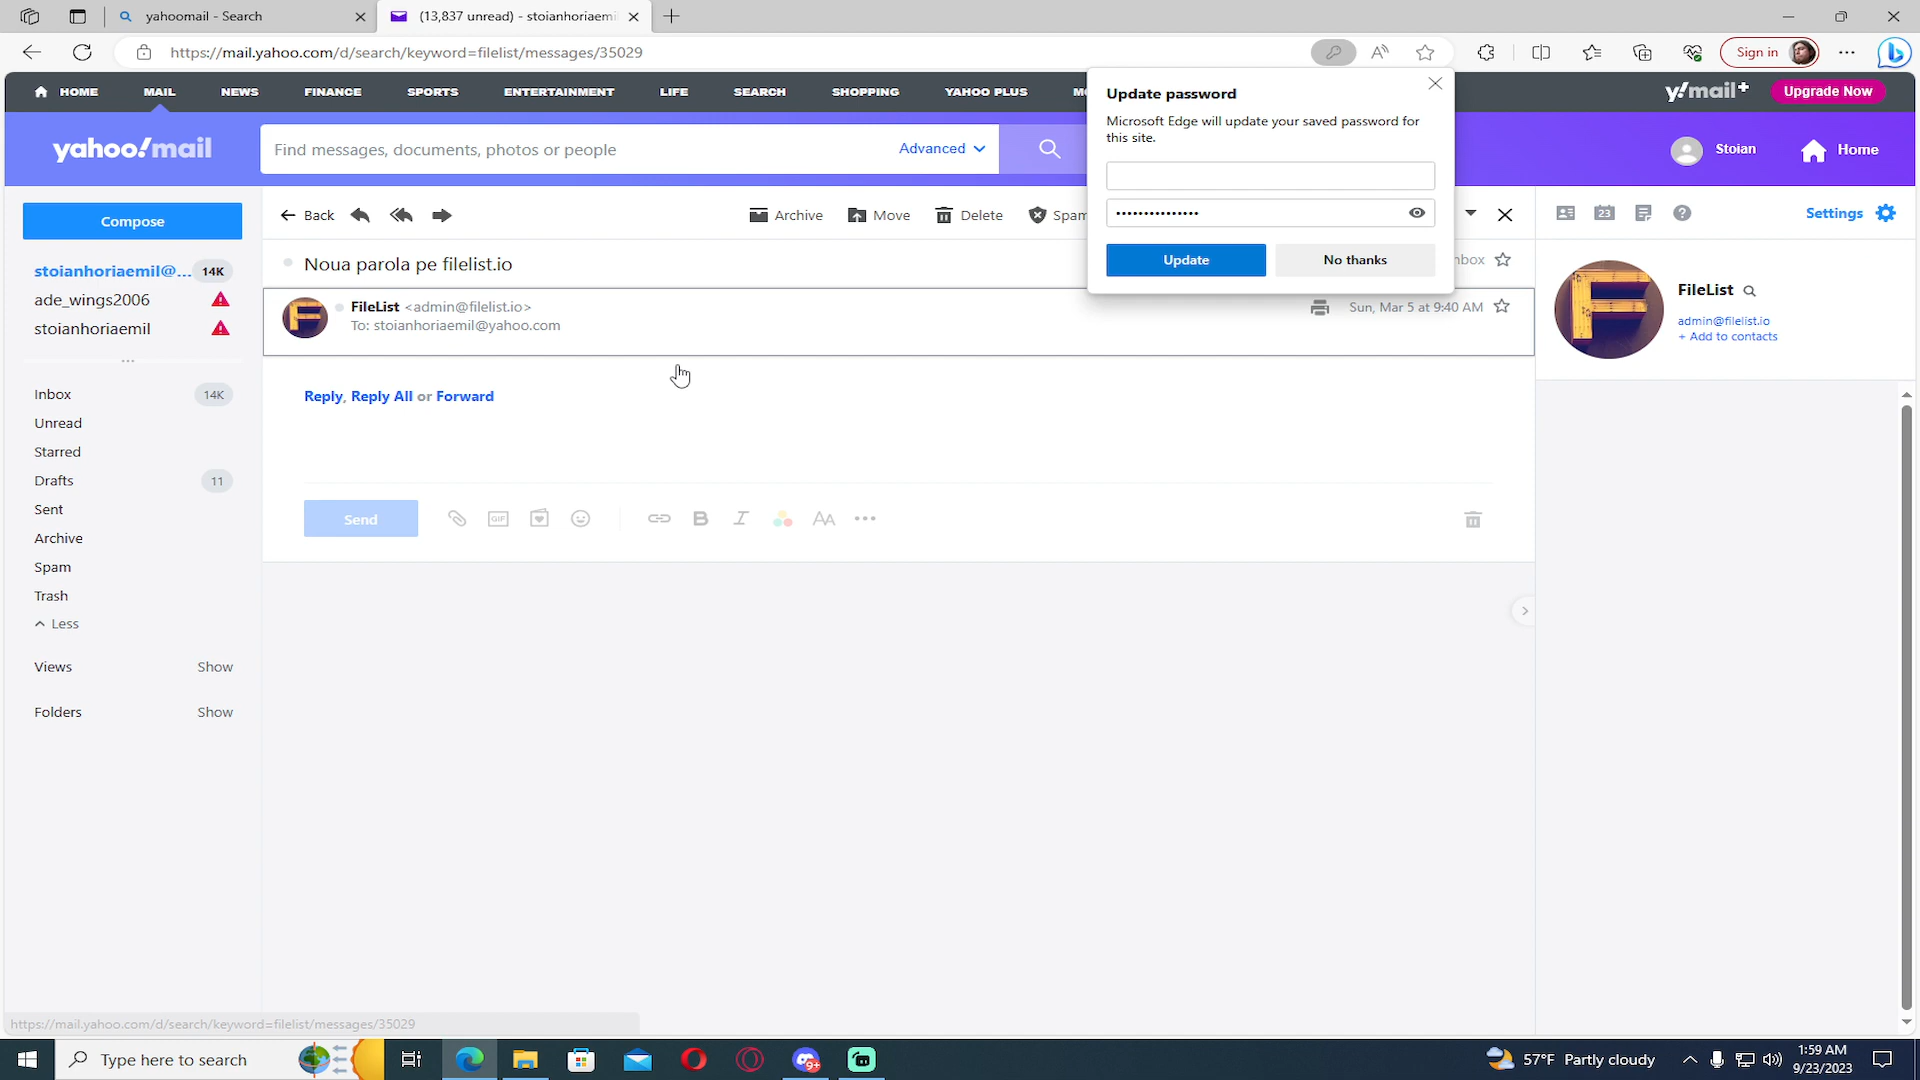 yahoomail - Search
(13,837 unread) - stoianhoriaemi
https://mail.yahoo.com/d/search/keyword=filelist/messages/35029
Sign in
HOME MAIL NEWS FINANCE SPORTS ENTERTAINMENT LIFE SEARCH SHOPPING YAHOO PLUS
y!mail+
Upgrade Now
yahoo!mail
Find messages, documents, photos or people
Advanced
Stoian
Home
Update password
Microsoft Edge will update your saved password for
this site.
Update
No thanks
Compose
Back
Archive
Move
Delete
Spam
23
Settings
stoianhoriaemil@... 14K
ade_wings2006
stoianhoriaemil
Noua parola pe filelist.io
FileList <admin@filelist.io>
To: stoianhoriaemil@yahoo.com
Sun, Mar 5 at 9:40 AM
FileList
admin@filelist.io
+ Add to contacts
Reply, Reply All or Forward
Inbox 14K
Unread
Starred
Drafts 11
Sent
Archive
Spam
Trash
Less
Views Show
Folders Show
Send
GIF
https://mail.yahoo.com/d/search/keyword=filelist/messages/35029
Type here to search
9+
57°F Partly cloudy
1:59 AM
9/23/2023